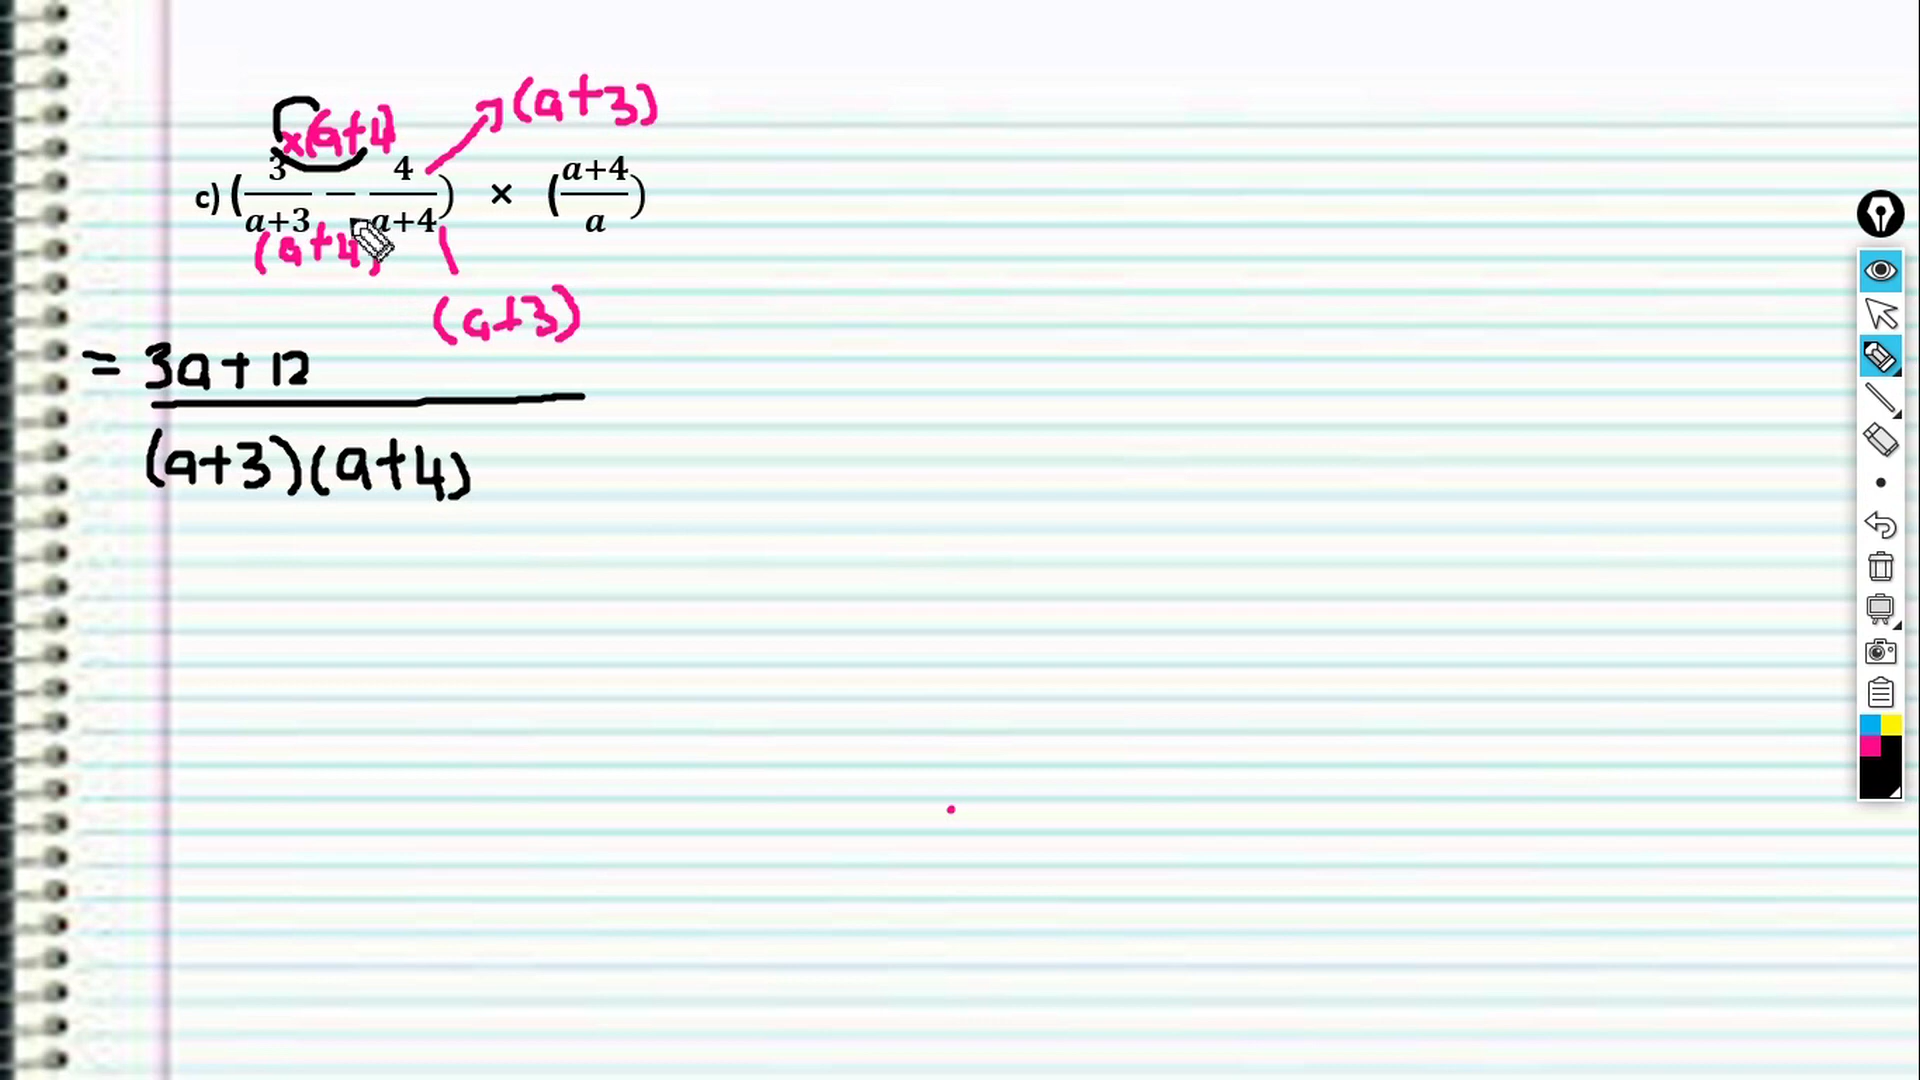 ×(a+4) (a+3)
c) (3/a+3 − 4/a+4) × (a+4/a)
(a+4) (a+3)
= 3a+12
(a+3)(a+4)